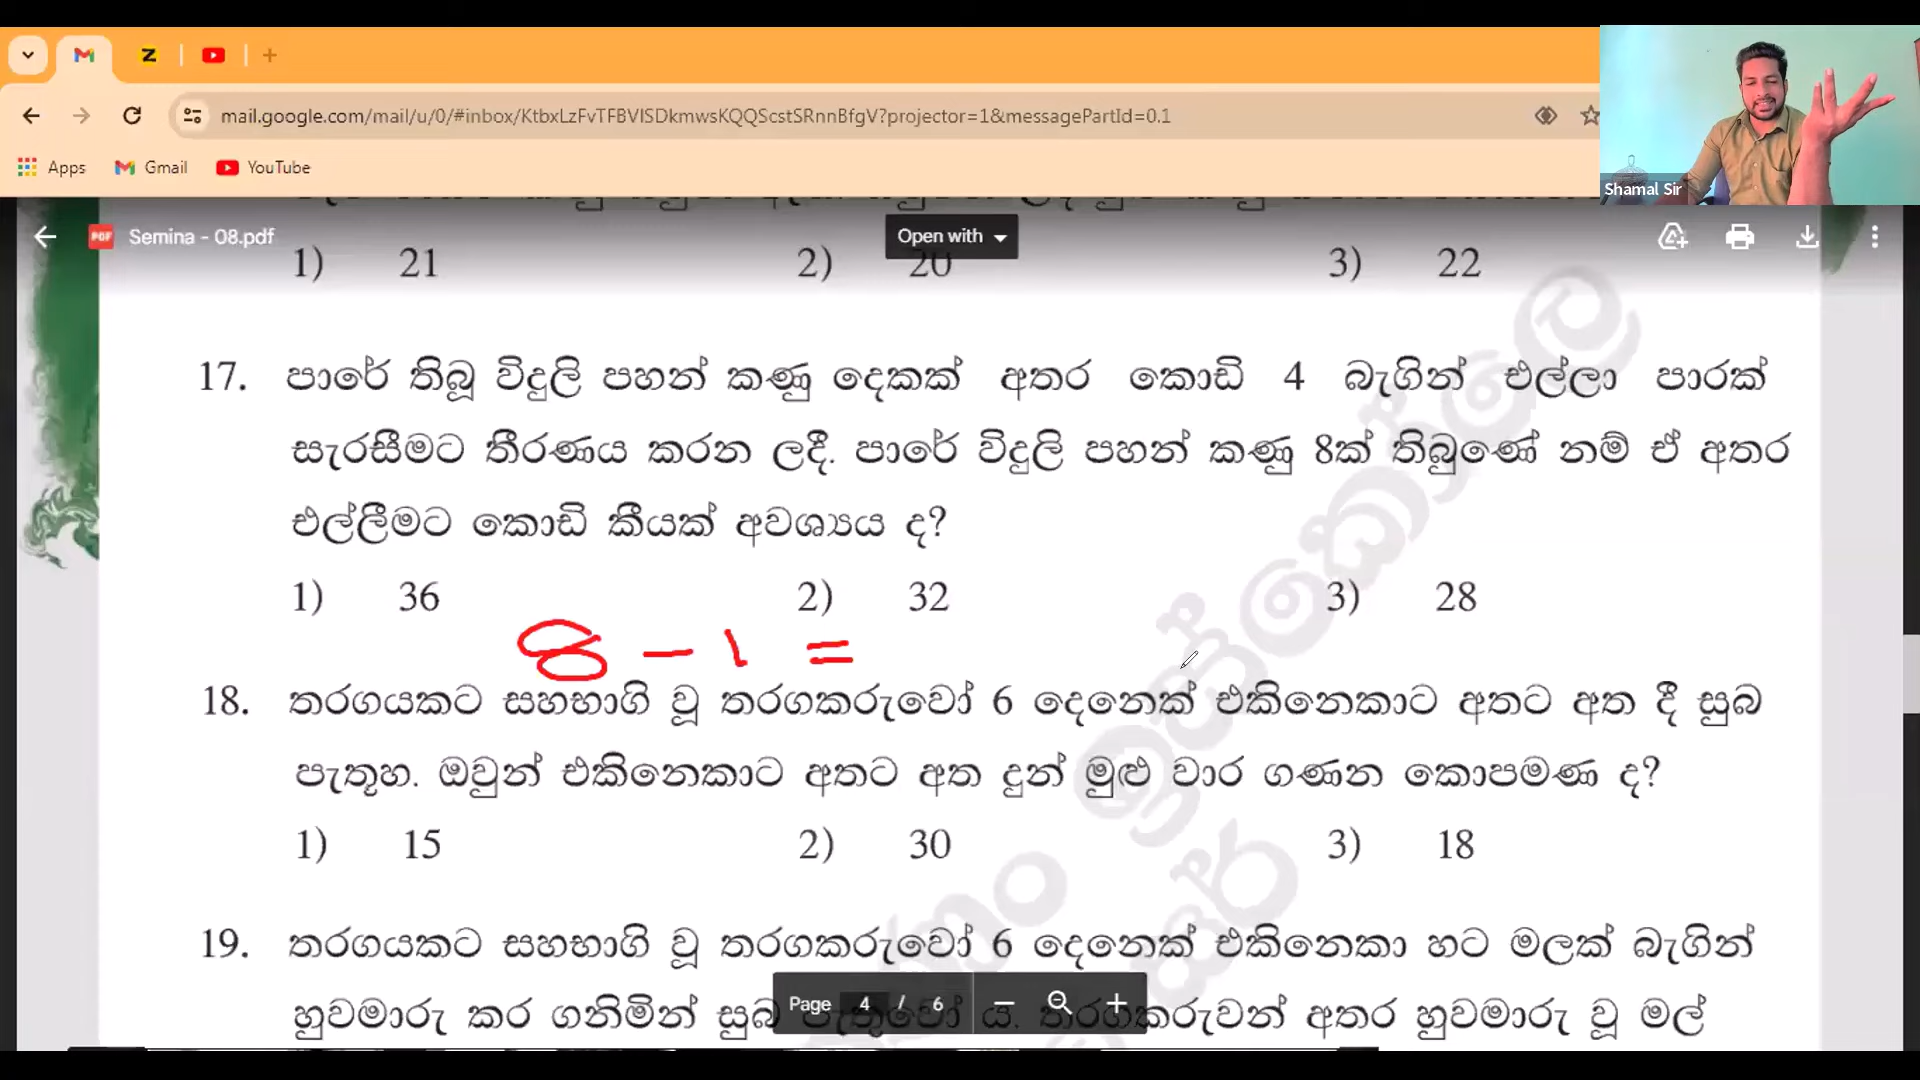 mail.google.com/mail/u/0/#inbox/KtbxLzFvTFBVlSDkmwsKQQScstSRnnBfgV?projector=1&messagePartId=0.1
Apps Gmail YouTube
Shamal Sir
PDF Semina - 08.pdf Open with
1) 21 2) 20 3) 22
17. පාරේ තිබූ විදුලි පහන් කණු දෙකක් අතර කොඩි 4 බැගින් එල්ලා පාරක්
සැරසීමට තීරණය කරන ලදී. පාරේ විදුලි පහන් කණු 8ක් තිබුණේ නම් ඒ අතර
එල්ලීමට කොඩි කීයක් අවශ්‍යය ද?
1) 36 2) 32 3) 28
8 - 1 =
18. තරගයකට සහභාගි වූ තරගකරුවෝ 6 දෙනෙක් එකිනෙකාට අතට අත දී සුබ
පැතූහ. ඔවුන් එකිනෙකාට අතට අත දුන් මුළු වාර ගණන කොපමණ ද?
1) 15 2) 30 3) 18
19. තරගයකට සහභාගි වූ තරගකරුවෝ 6 දෙනෙක් එකිනෙකා හට මලක් බැගින්
හුවමාරු කර ගනිමින් සුබ පැතුවෝ ය. තරගකරුවන් අතර හුවමාරු වූ මල්
Page 4 / 6